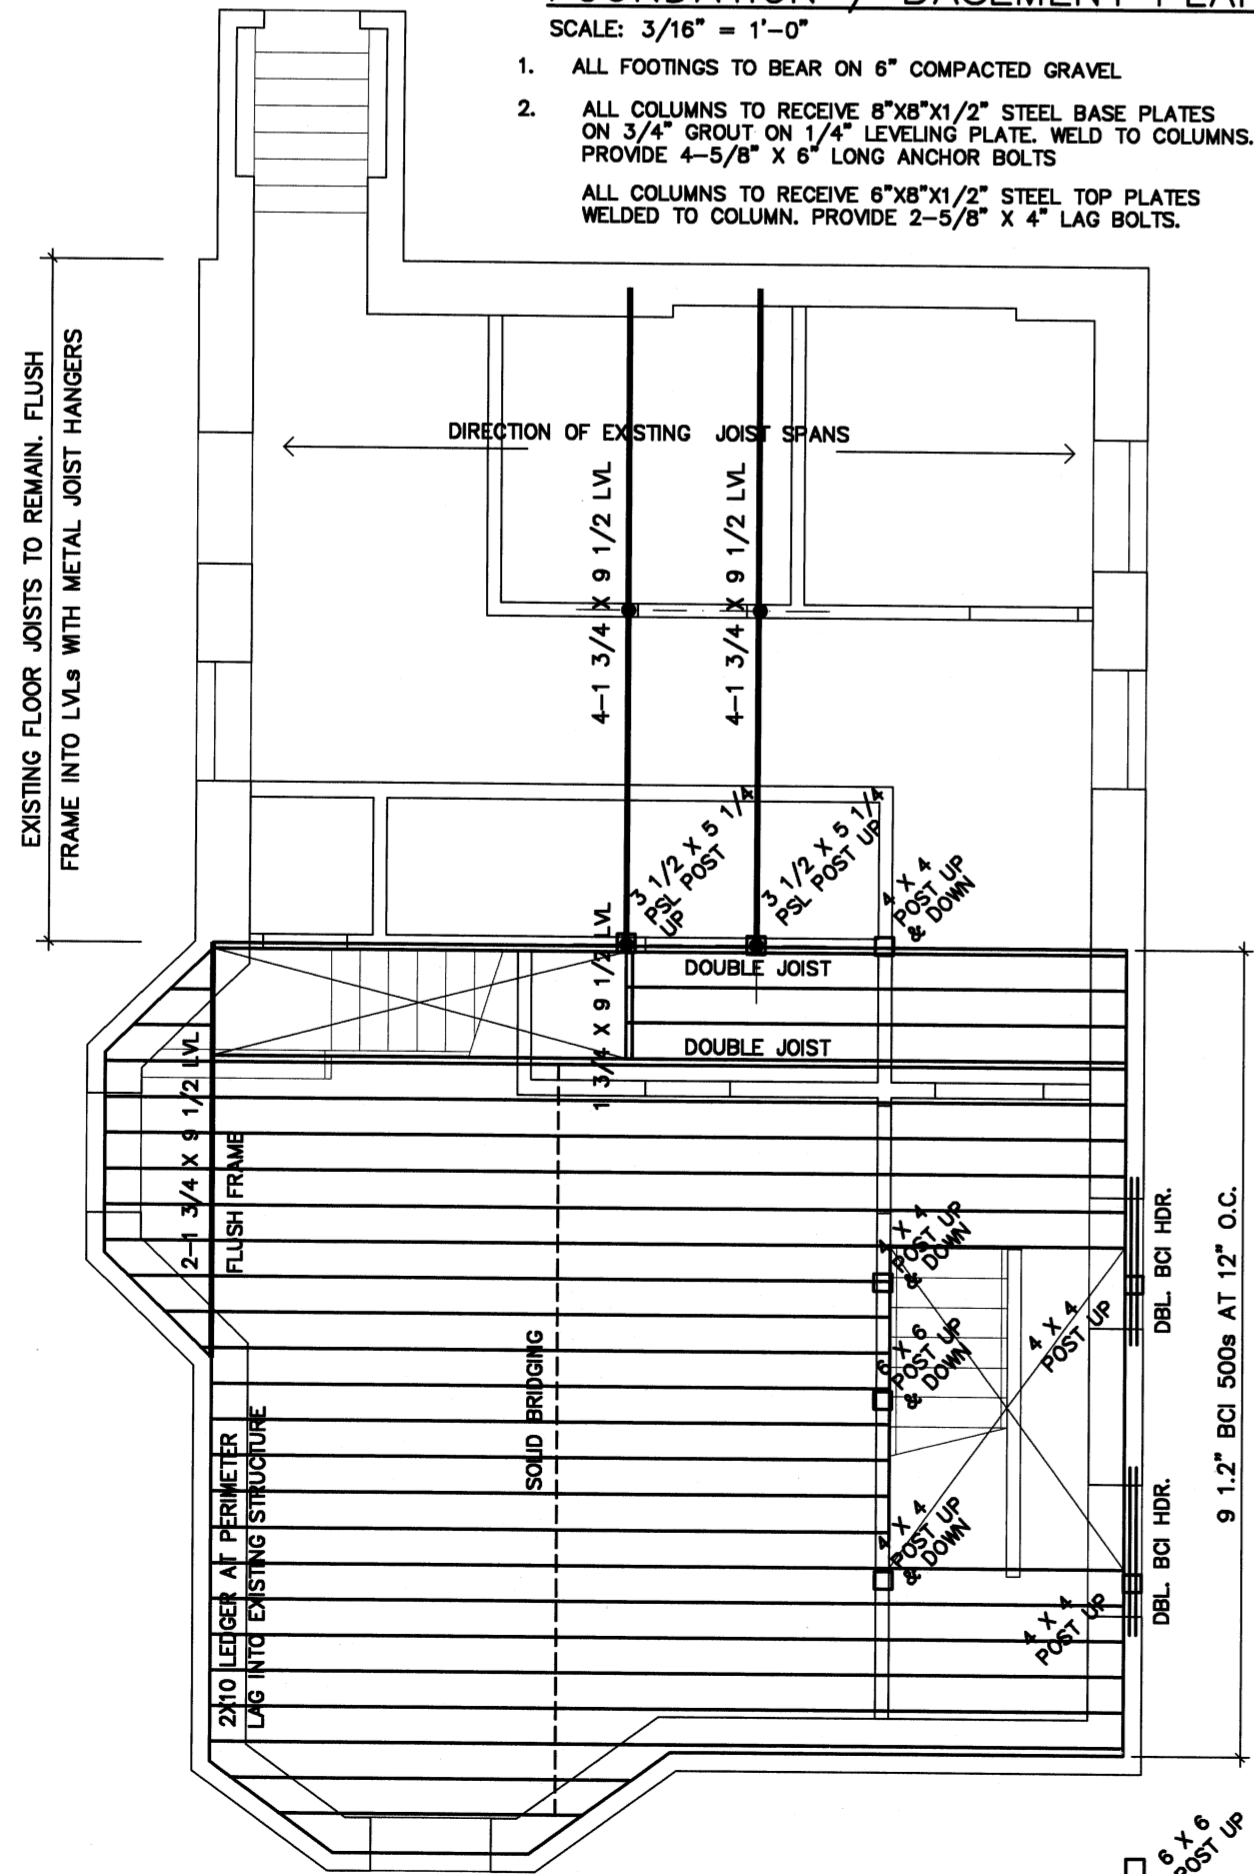 FOUNDATION / BASEMENT PLAN
SCALE: 3/16" = 1'-0"
1. ALL FOOTINGS TO BEAR ON 6" COMPACTED GRAVEL
2. ALL COLUMNS TO RECEIVE 8"X8"X1/2" STEEL BASE PLATES
ON 3/4" GROUT ON 1/4" LEVELING PLATE. WELD TO COLUMNS.
PROVIDE 4-5/8" X 6" LONG ANCHOR BOLTS
ALL COLUMNS TO RECEIVE 6"X8"X1/2" STEEL TOP PLATES
WELDED TO COLUMN. PROVIDE 2-5/8" X 4" LAG BOLTS.
EXISTING FLOOR JOISTS TO REMAIN. FLUSH
FRAME INTO LVLs WITH METAL JOIST HANGERS
DIRECTION OF EXISTING JOIST SPANS
4-1 3/4 X 9 1/2 LVL
4-1 3/4 X 9 1/2 LVL
3 1/2 X 5 1/4
PSL POST
UP
3 1/2 X 5 1/4
PSL POST UP
4 X 4
POST UP
& DOWN
1 3/4 X 9 1/2 LVL
DOUBLE JOIST
DOUBLE JOIST
2-1 3/4 X 9 1/2 LVL
FLUSH FRAME
SOLID BRIDGING
2X10 LEDGER AT PERIMETER
LAG INTO EXISTING STRUCTURE
4 X 4
POST UP
& DOWN
6 X 6
POST UP
& DOWN
4 X 4
POST UP
4 X 4
POST UP
& DOWN
4 X 4
POST UP
DBL. BCI HDR.
DBL. BCI HDR.
9 1.2" BCI 500s AT 12" O.C.
6 X 6
POST UP